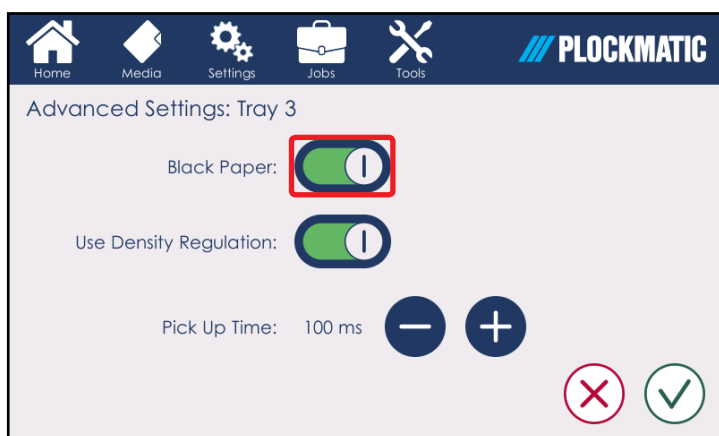 PLOCKMATIC
Home Media Settings Jobs Tools
Advanced Settings: Tray 3
Black Paper:
Use Density Regulation:
Pick Up Time: 100 ms